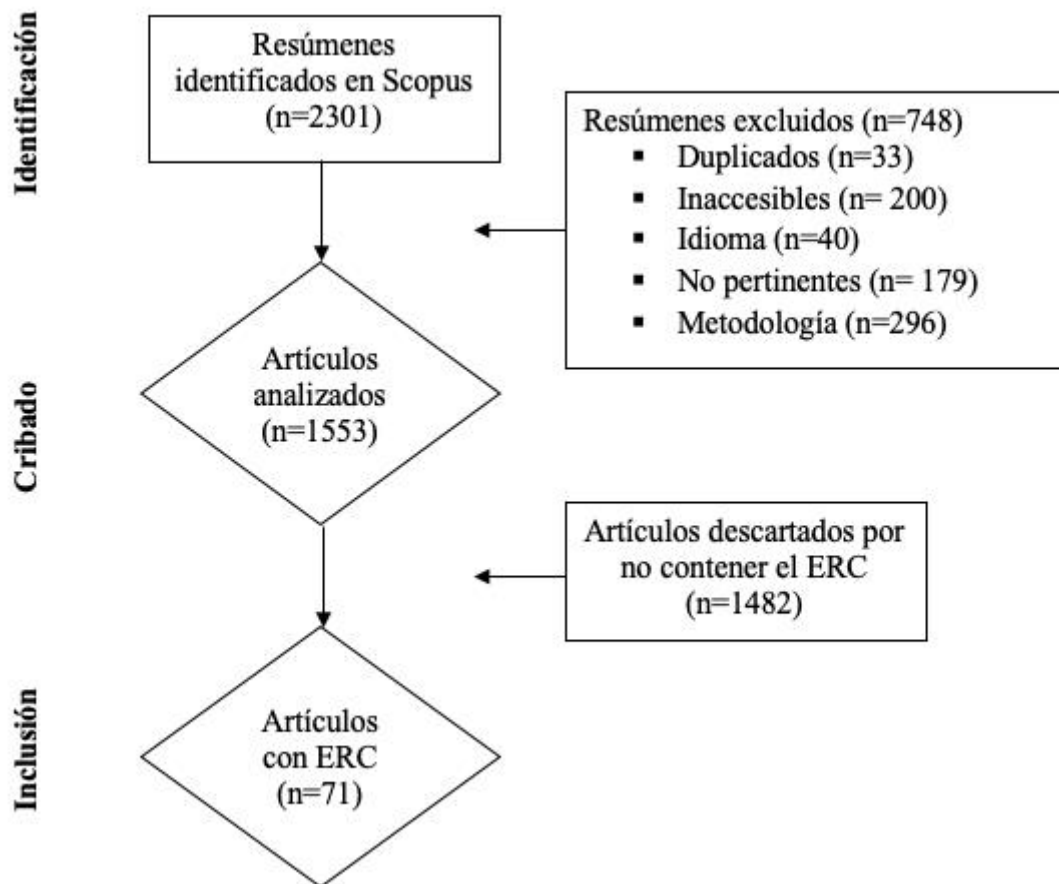 Identificación
Resúmenes
identificados en Scopus
(n=2301)
Resúmenes excluidos (n=748)
▪ Duplicados (n=33)
▪ Inaccesibles (n= 200)
▪ Idioma (n=40)
▪ No pertinentes (n= 179)
▪ Metodología (n=296)
Cribado
Artículos
analizados
(n=1553)
Artículos descartados por
no contener el ERC
(n=1482)
Inclusión
Artículos
con ERC
(n=71)